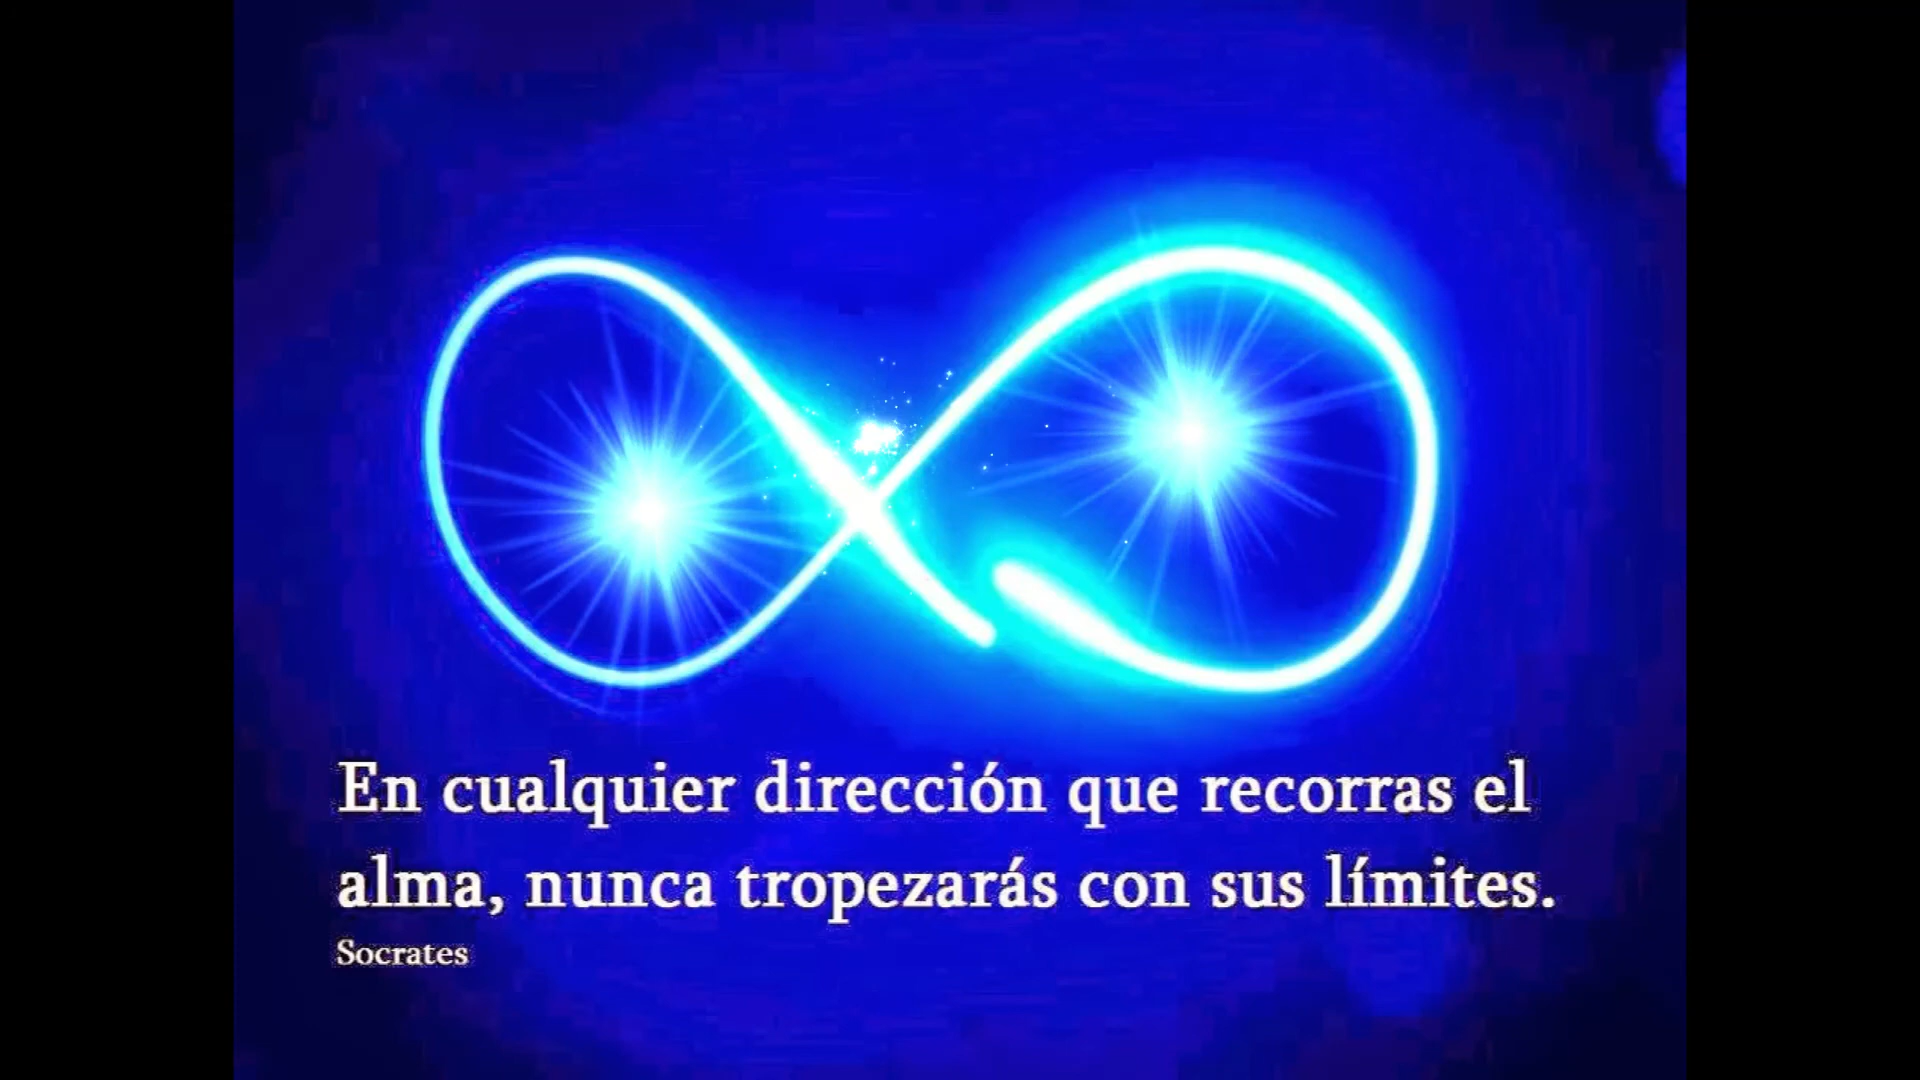 En cualquier dirección que recorras el
alma, nunca tropezarás con sus límites.
Socrates